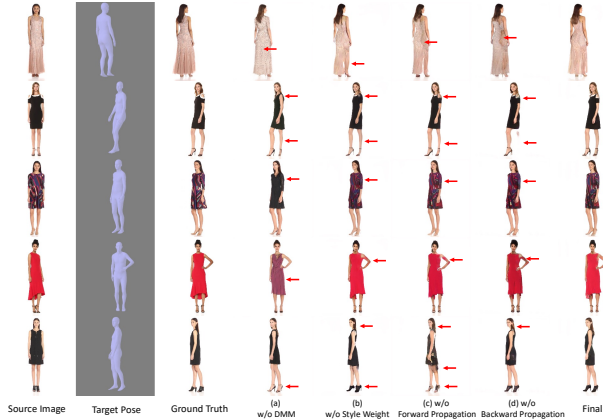 Source Image
Target Pose
Ground Truth
(a)
w/o DMM
(b)
w/o Style Weight
(c) w/o
Forward Propagation
(d) w/o
Backward Propagation
Final